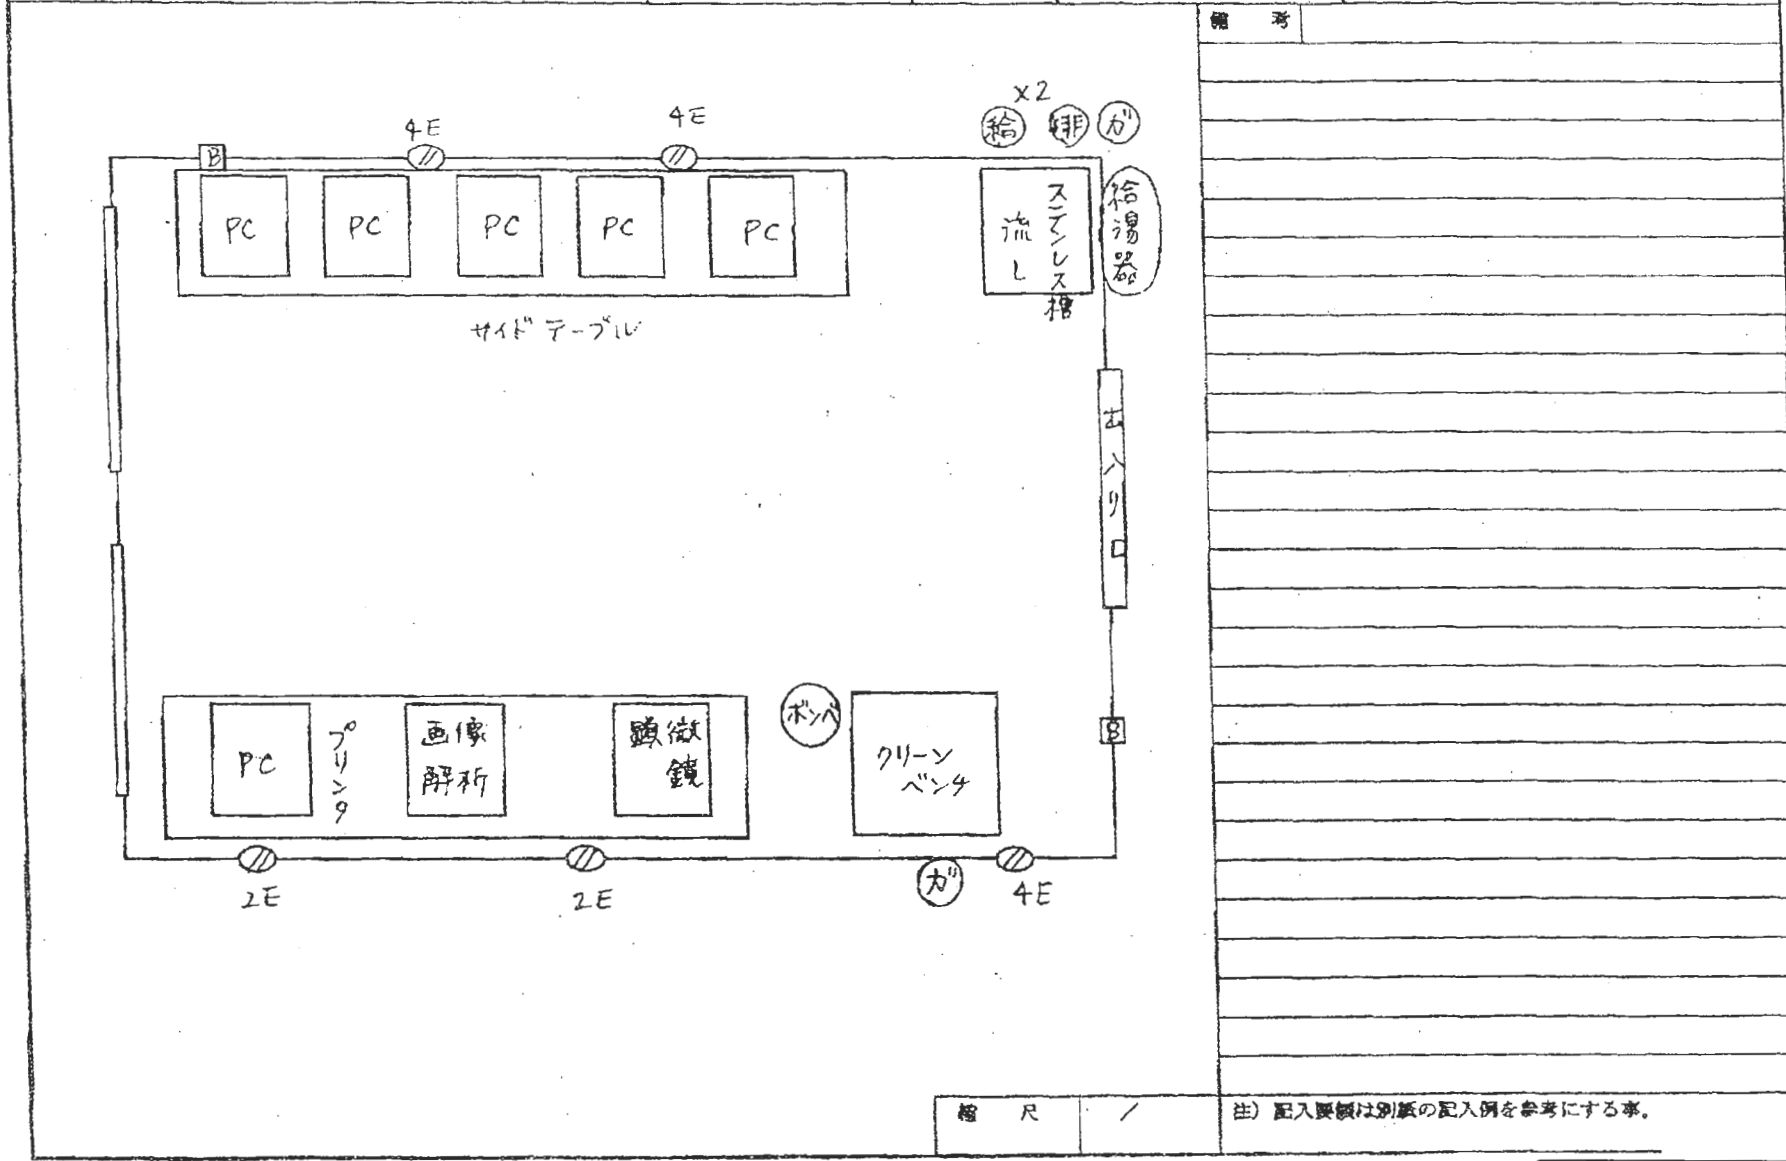 備考
×2
4E
4E
給
排
ガ
B
PC
PC
PC
PC
PC
流し
ステンレス槽
給湯器
サイドテーブル
出入り口
ボンベ
B
PC
プリンタ
画像
解析
顕微
鏡
クリーン
ベンチ
2E
2E
ガ
4E
縮尺
/
注) 記入要領は別紙の記入例を参考にする事。